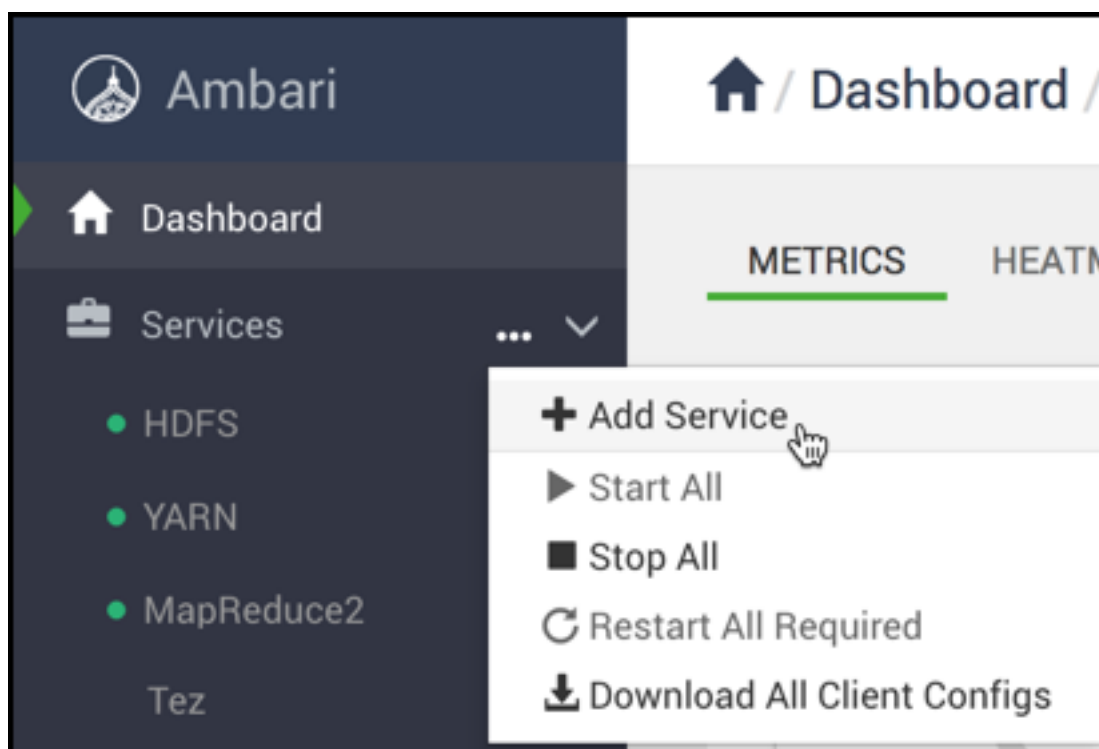 Ambari
/ Dashboard /
Dashboard
METRICS
Services
...
Add Service
HDFS
Start All
YARN
Stop All
MapReduce2
Restart All Required
Tez
Download All Client Configs